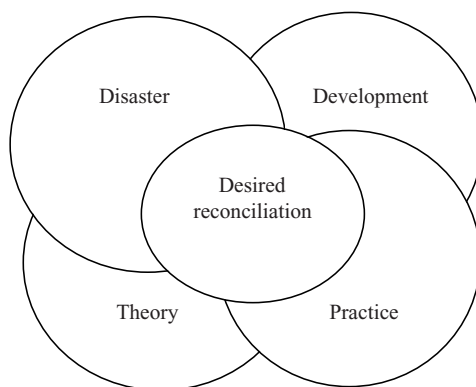 Disaster
Development
Desired
reconciliation
Theory
Practice